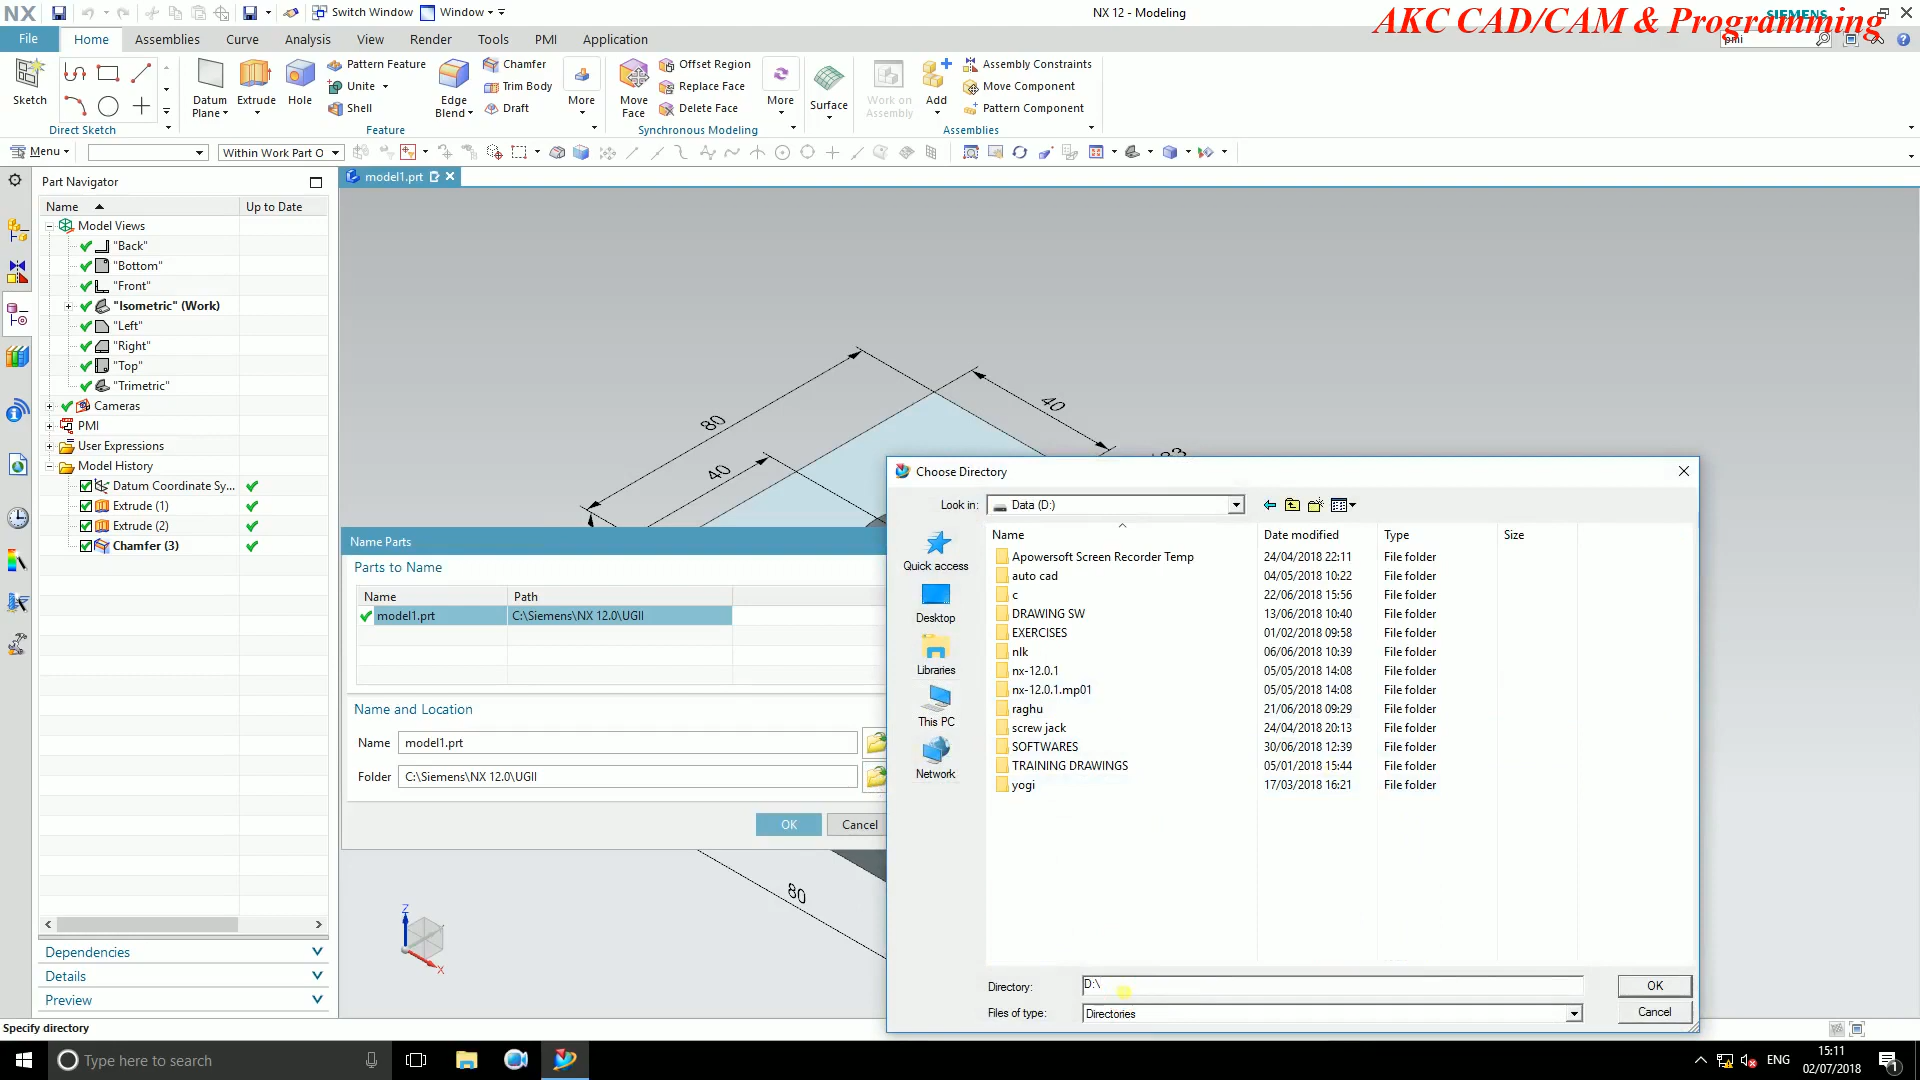 NX
Switch Window
Window
NX 12 - Modeling
SIEMENS
AKC CAD/CAM & Programming
File
Home
Assemblies
Curve
Analysis
View
Render
Tools
PMI
Application
pmi
Sketch
Direct Sketch
Datum Plane
Extrude
Hole
Pattern Feature
Unite
Shell
Edge Blend
Chamfer
Trim Body
Draft
More
Feature
Move Face
Offset Region
Replace Face
Delete Face
More
Synchronous Modeling
Surface
Work on Assembly
Add
Assembly Constraints
Move Component
Pattern Component
Assemblies
Menu
Within Work Part O
Part Navigator
model1.prt
Name
Up to Date
Model Views
"Back"
"Bottom"
"Front"
"Isometric" (Work)
"Left"
"Right"
"Top"
"Trimetric"
Cameras
PMI
User Expressions
Model History
Datum Coordinate Sy...
Extrude (1)
Extrude (2)
Chamfer (3)
Dependencies
Details
Preview
80
40
40
80
Z
X
Name Parts
Parts to Name
Name
Path
model1.prt
C:\Siemens\NX 12.0\UGII
Name and Location
Name
model1.prt
Folder
C:\Siemens\NX 12.0\UGII
OK
Cancel
Choose Directory
Look in:
Data (D:)
Quick access
Desktop
Libraries
This PC
Network
Name
Date modified
Type
Size
Apowersoft Screen Recorder Temp 24/04/2018 22:11 File folder
auto cad 04/05/2018 10:22 File folder
c 22/06/2018 15:56 File folder
DRAWING SW 13/06/2018 10:40 File folder
EXERCISES 01/02/2018 09:58 File folder
nlk 06/06/2018 10:39 File folder
nx-12.0.1 05/05/2018 14:08 File folder
nx-12.0.1.mp01 05/05/2018 14:08 File folder
raghu 21/06/2018 09:29 File folder
screw jack 24/04/2018 20:13 File folder
SOFTWARES 30/06/2018 12:39 File folder
TRAINING DRAWINGS 05/01/2018 15:44 File folder
yogi 17/03/2018 16:21 File folder
Directory:
D:\
OK
Files of type:
Directories
Cancel
Specify directory
Type here to search
ENG
15:11
02/07/2018
1